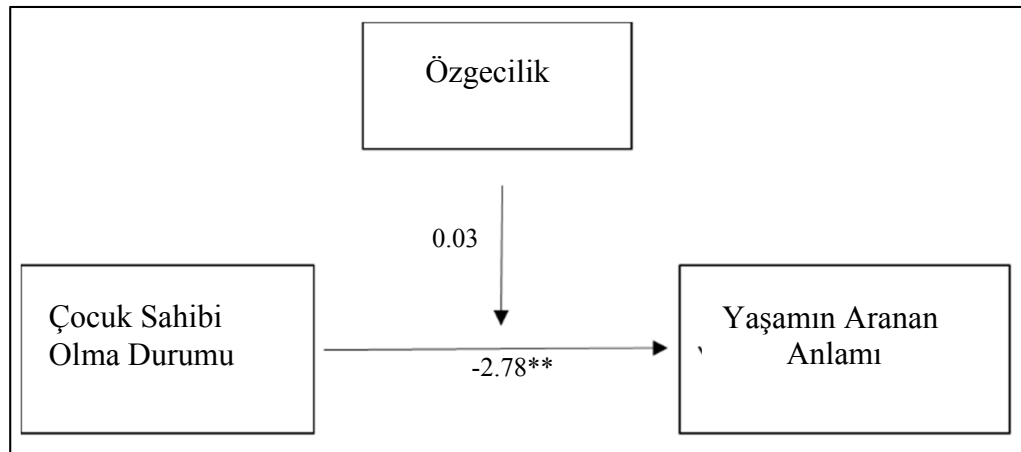 Özgecilik
0.03
Çocuk Sahibi
Olma Durumu
-2.78**
Yaşamın Aranan
Anlamı